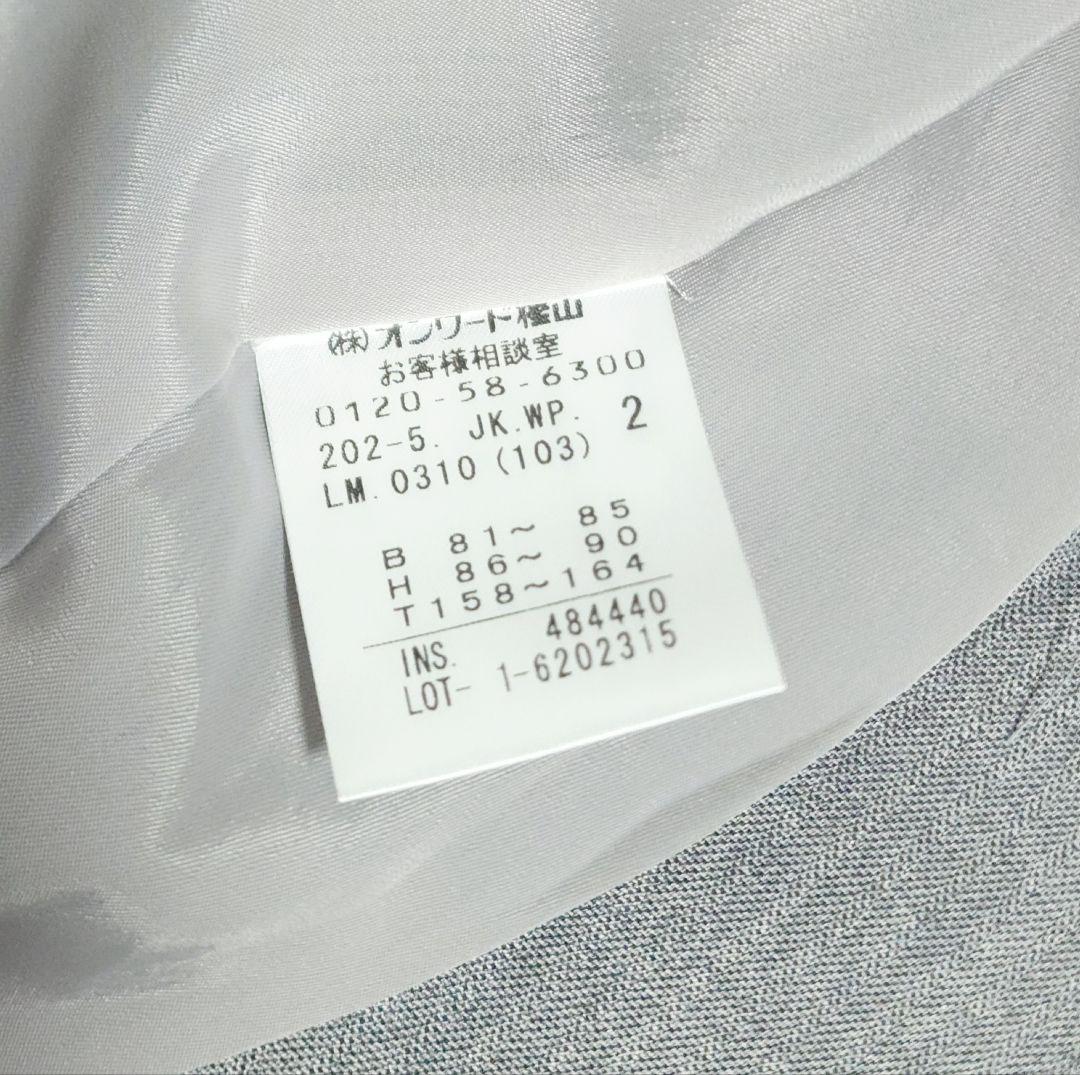 (株)オンワード樫山
お客様相談室
0120-58-6300
202-5. JK.WP. 2
LM. 0310 (103)
B 81～ 85
H 86～ 90
T158～164
INS. 484440
LOT- 1-6202315